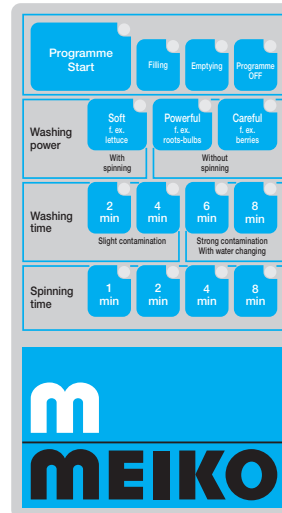 Programme
Start
Filling
Emptying
Programme
OFF
Washing
power
Soft
f. ex.
lettuce
Powerful
f. ex.
roots-bulbs
Careful
f. ex.
berries
With
spinning
Without
spinning
Washing
time
2
min
4
min
6
min
8
min
Slight contamination
Strong contamination
With water changing
Spinning
time
1
min
2
min
4
min
8
min
m
MEIKO